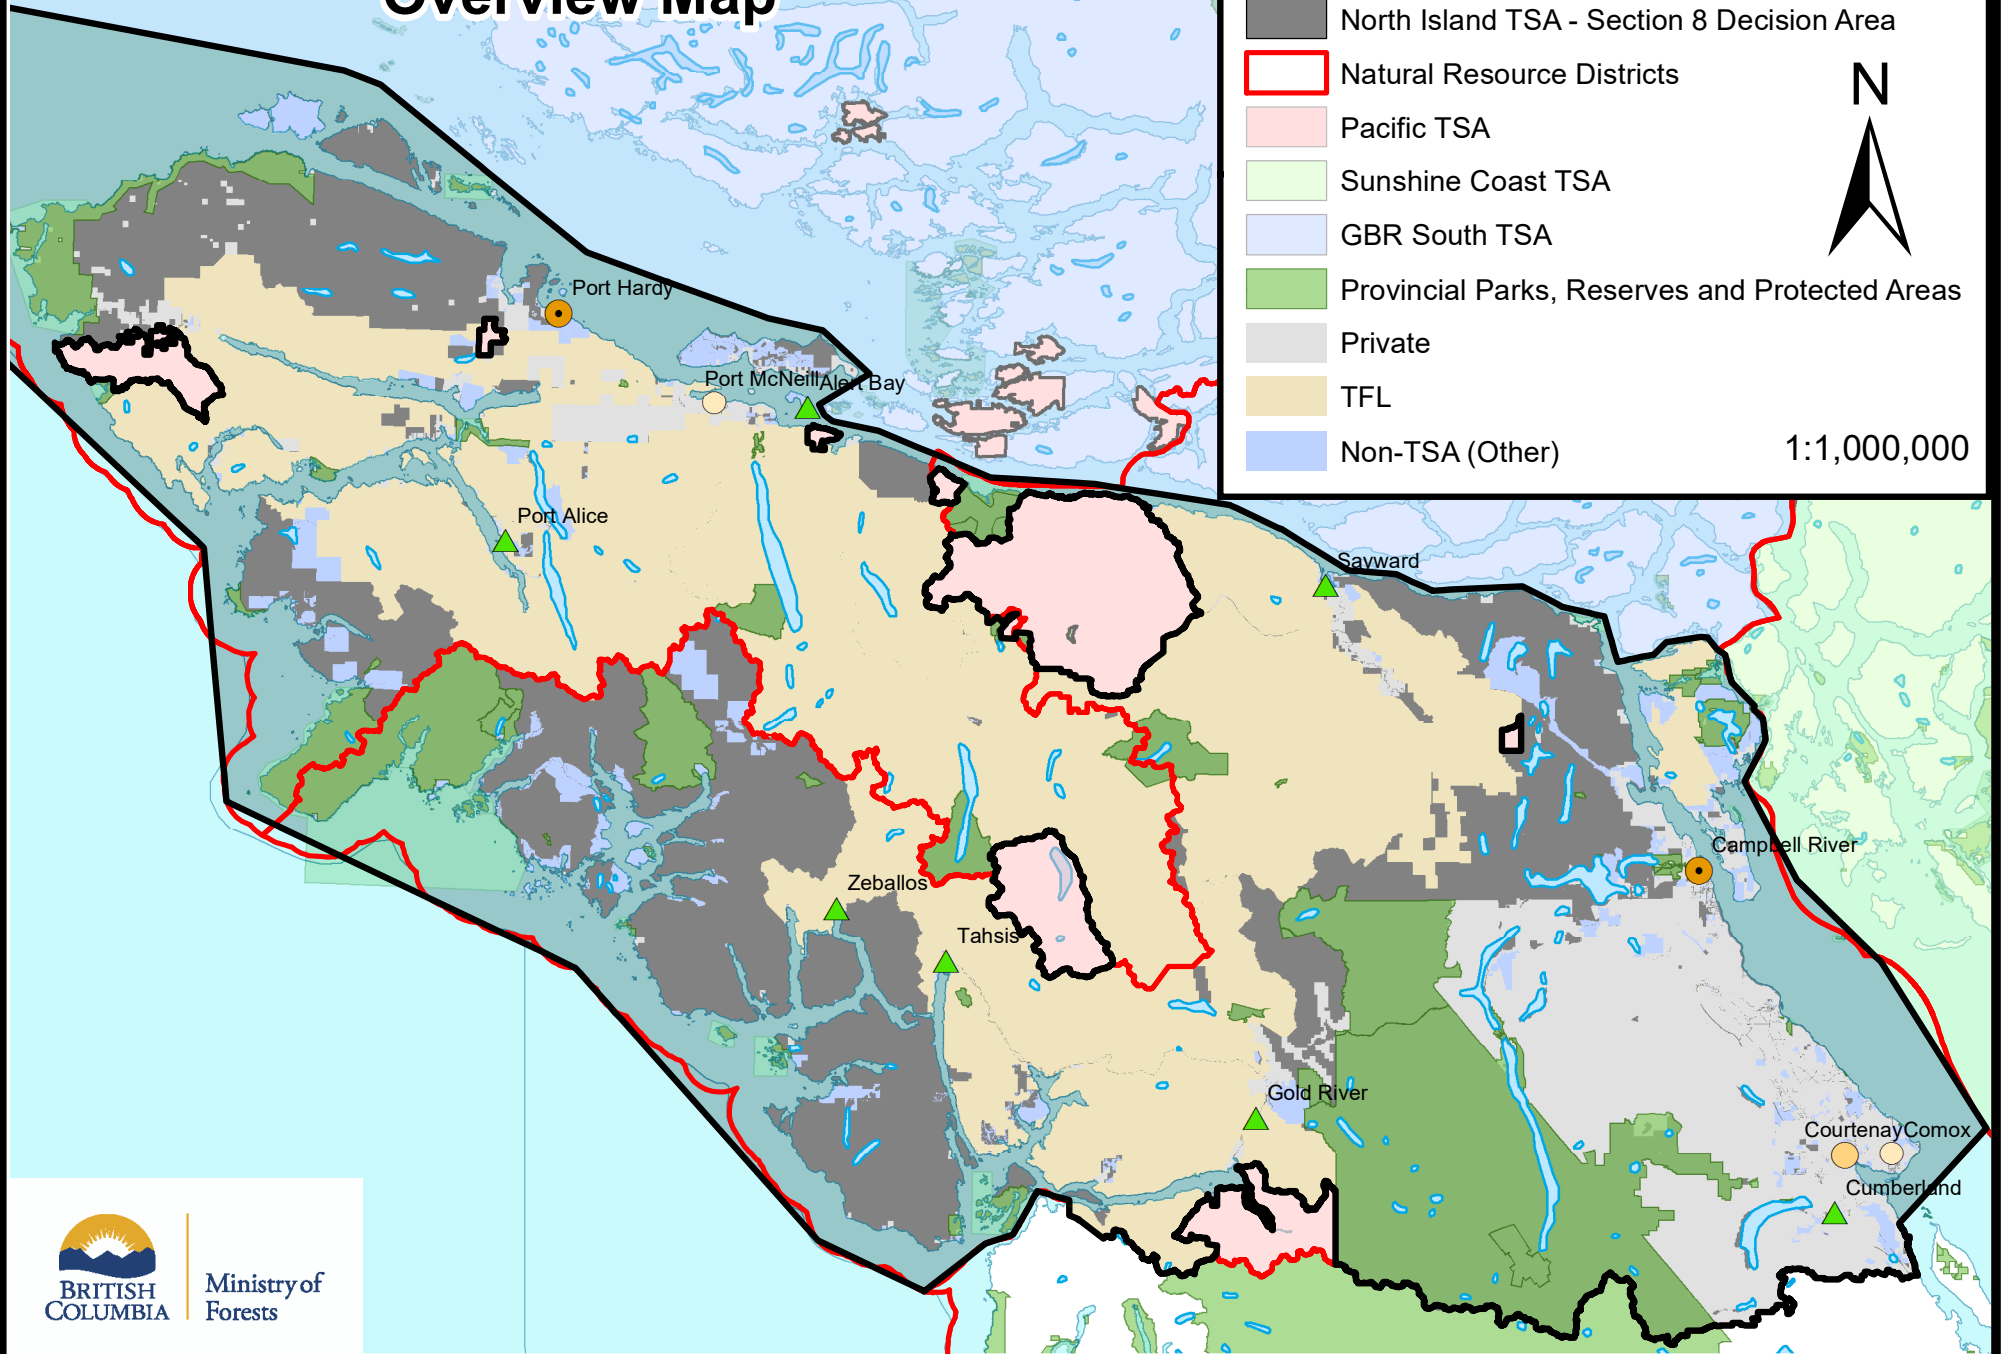 Overview Map
North Island TSA - Section 8 Decision Area
Natural Resource Districts
Pacific TSA
Sunshine Coast TSA
GBR South TSA
Provincial Parks, Reserves and Protected Areas
Private
TFL
Non-TSA (Other)
N
1:1,000,000
Port Hardy
Port McNeill
Alert Bay
Port Alice
Sayward
Campbell River
Zeballos
Tahsis
Gold River
Courtenay
Comox
Cumberland
BRITISH
COLUMBIA
Ministry of
Forests